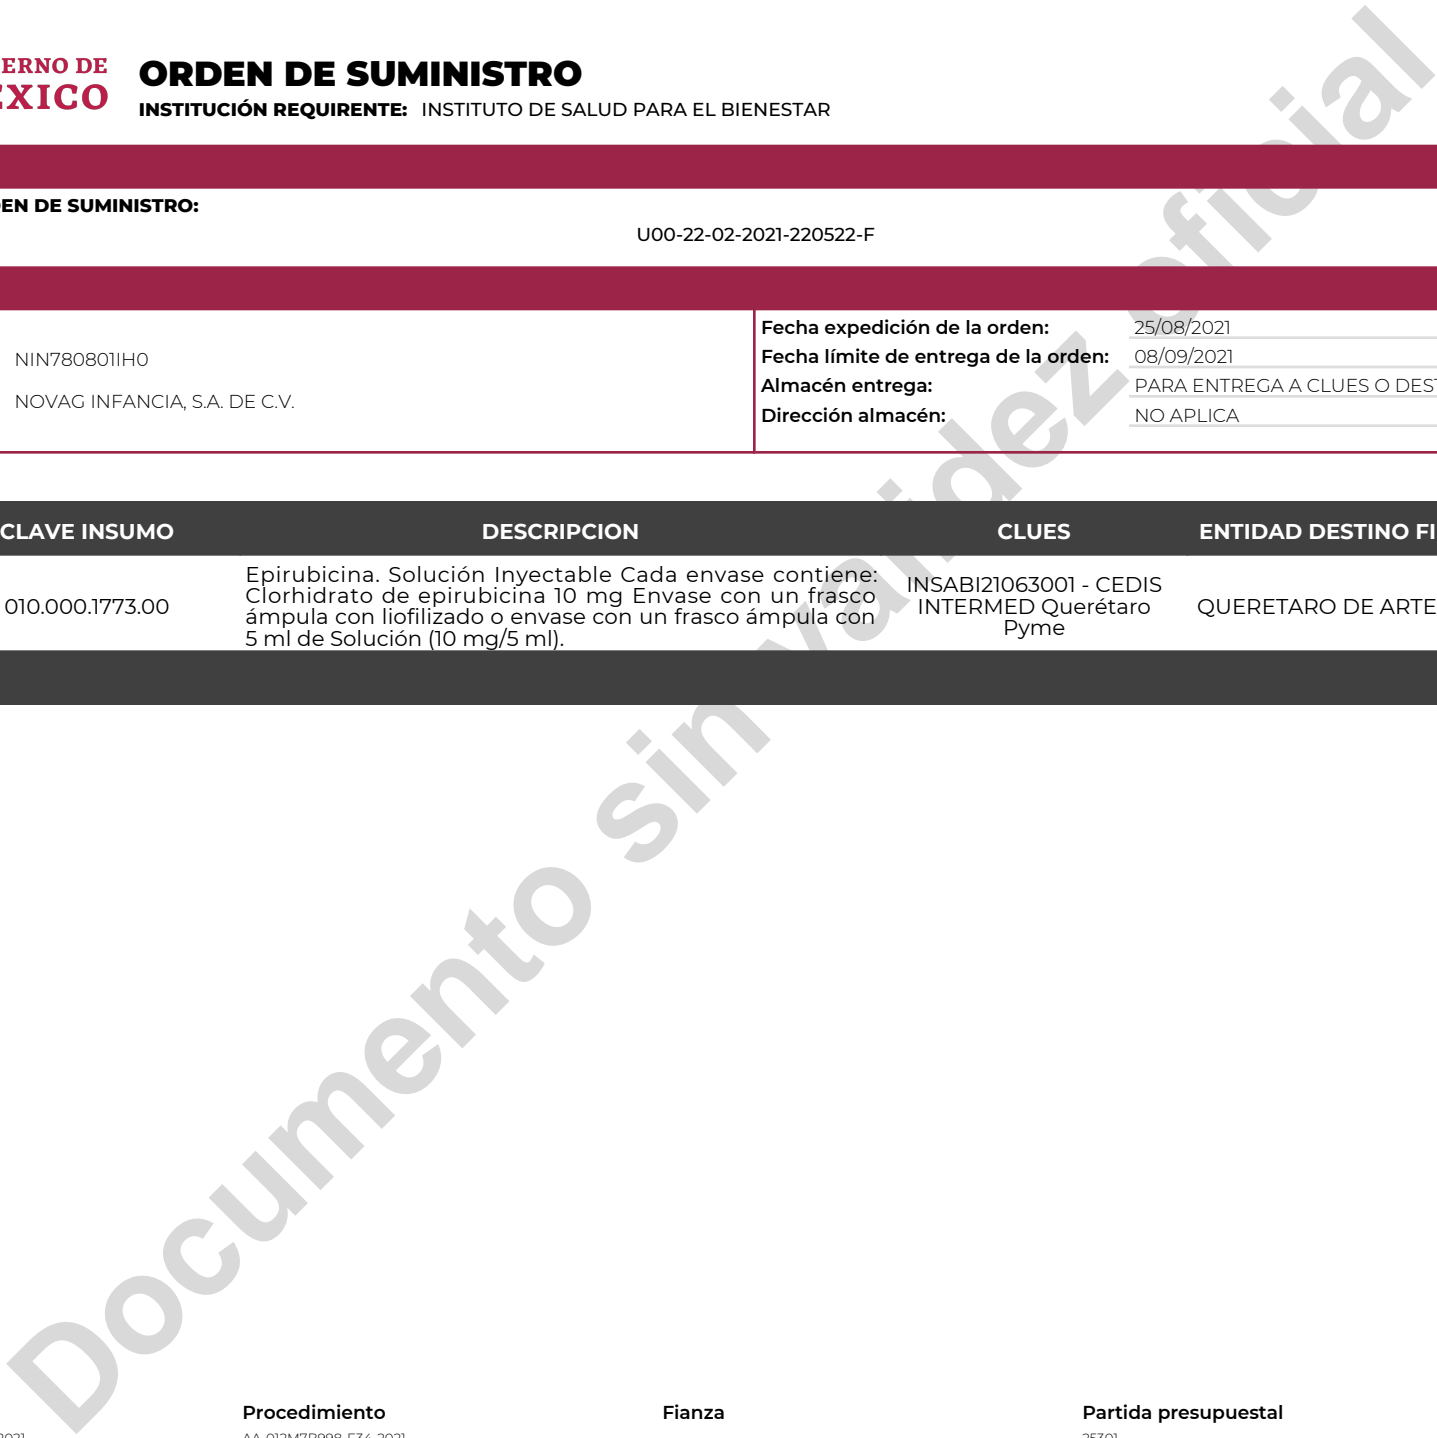 ERNO DE
EXICO
ORDEN DE SUMINISTRO
INSTITUCIÓN REQUIRENTE: INSTITUTO DE SALUD PARA EL BIENESTAR
EN DE SUMINISTRO:
U00-22-02-2021-220522-F
NIN780801IH0
NOVAG INFANCIA, S.A. DE C.V.
Fecha expedición de la orden: 25/08/2021
Fecha límite de entrega de la orden: 08/09/2021
Almacén entrega: PARA ENTREGA A CLUES O DEST
Dirección almacén: NO APLICA
CLAVE INSUMO DESCRIPCION CLUES ENTIDAD DESTINO FI
010.000.1773.00
Epirubicina. Solución Inyectable Cada envase contiene:
Clorhidrato de epirubicina 10 mg Envase con un frasco
ámpula con liofilizado o envase con un frasco ámpula con
5 ml de Solución (10 mg/5 ml).
INSABI21063001 - CEDIS
INTERMED Querétaro
Pyme
QUERETARO DE ARTE
Documento sin validez oficial
Procedimiento Fianza Partida presupuestal